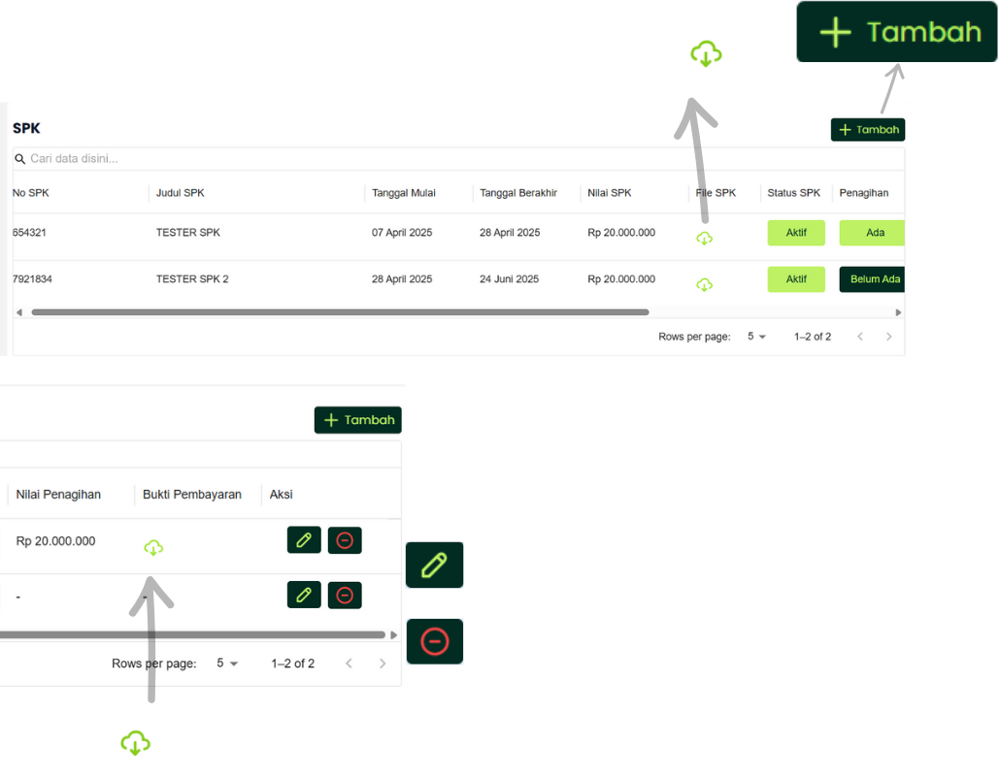 + Tambah
SPK
+ Tambah
Cari data disini...
No SPK Judul SPK Tanggal Mulai Tanggal Berakhir Nilai SPK File SPK Status SPK Penagihan
654321 TESTER SPK 07 April 2025 28 April 2025 Rp 20.000.000 Aktif Ada
7921834 TESTER SPK 2 28 April 2025 24 Juni 2025 Rp 20.000.000 Aktif Belum Ada
Rows per page: 5 1–2 of 2
+ Tambah
Nilai Penagihan Bukti Pembayaran Aksi
Rp 20.000.000
- -
Rows per page: 5 1–2 of 2